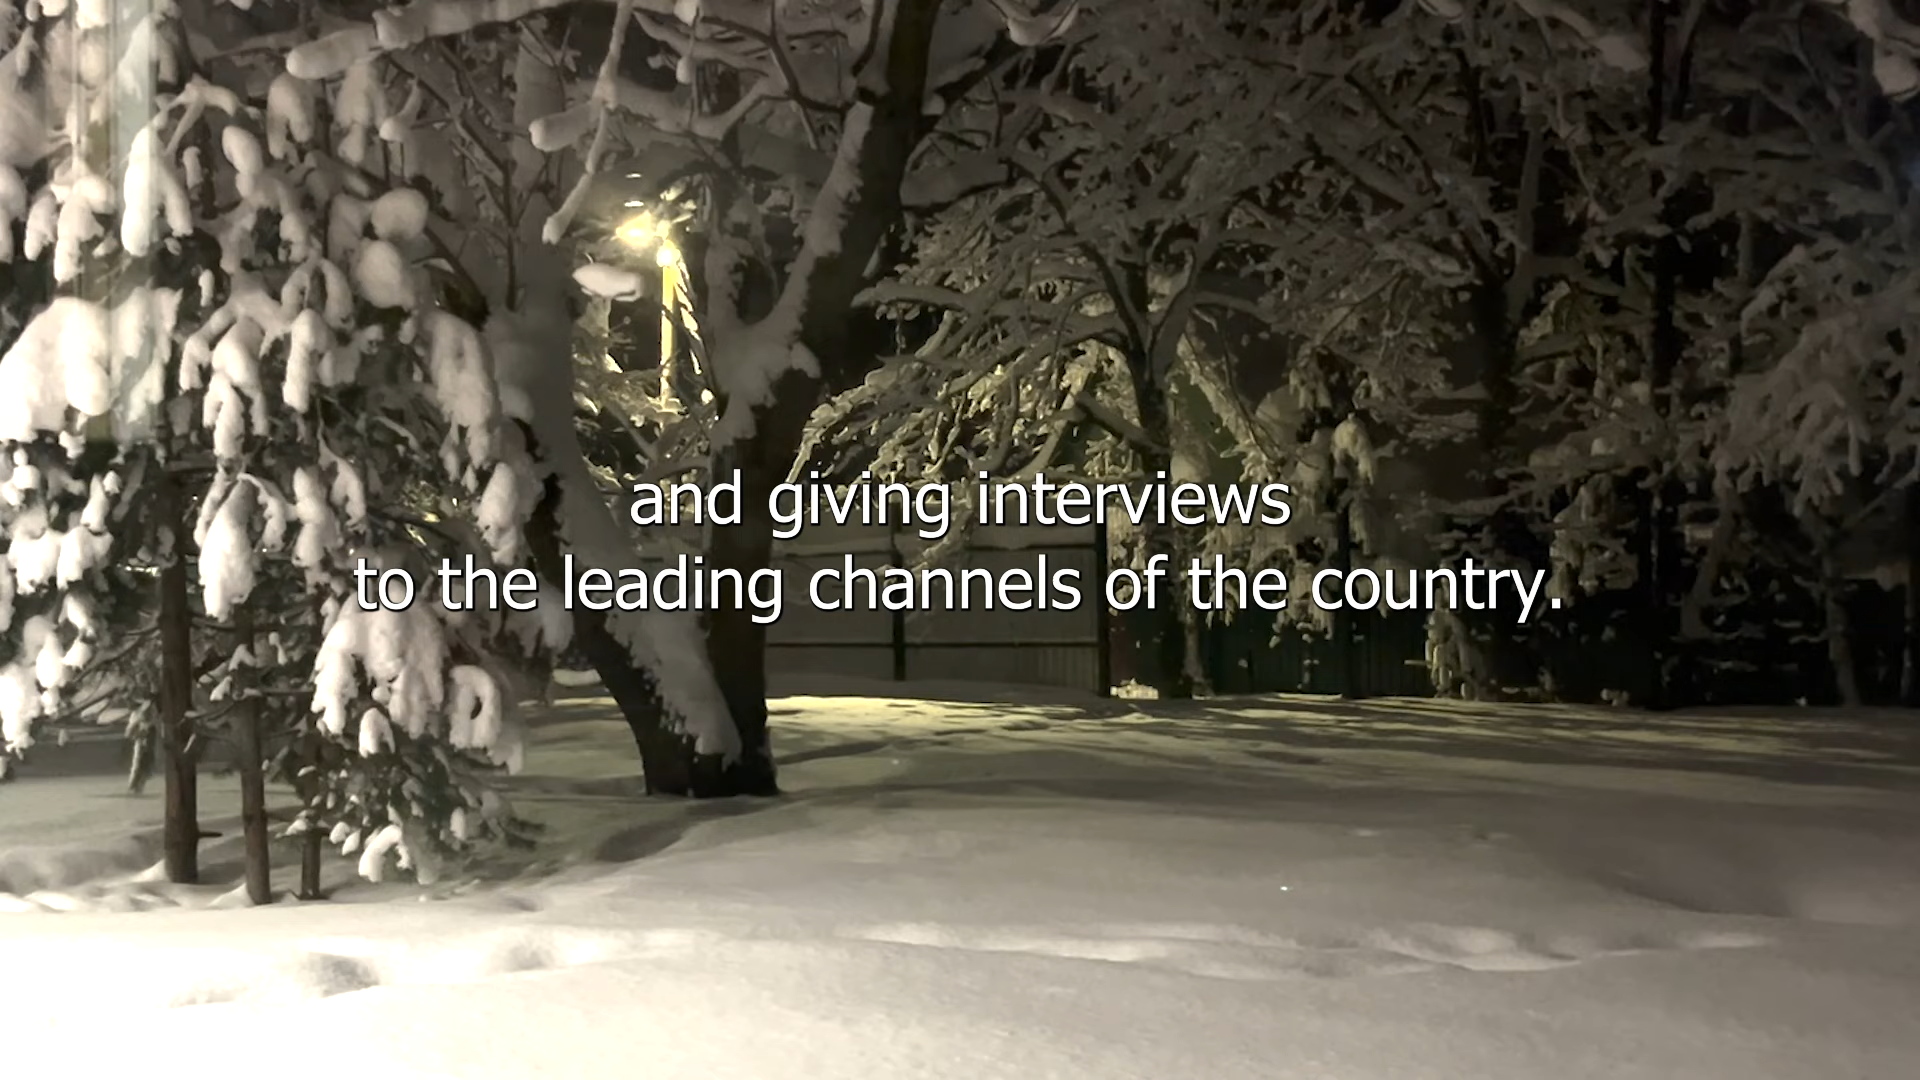 and giving interviews
to the leading channels of the country.